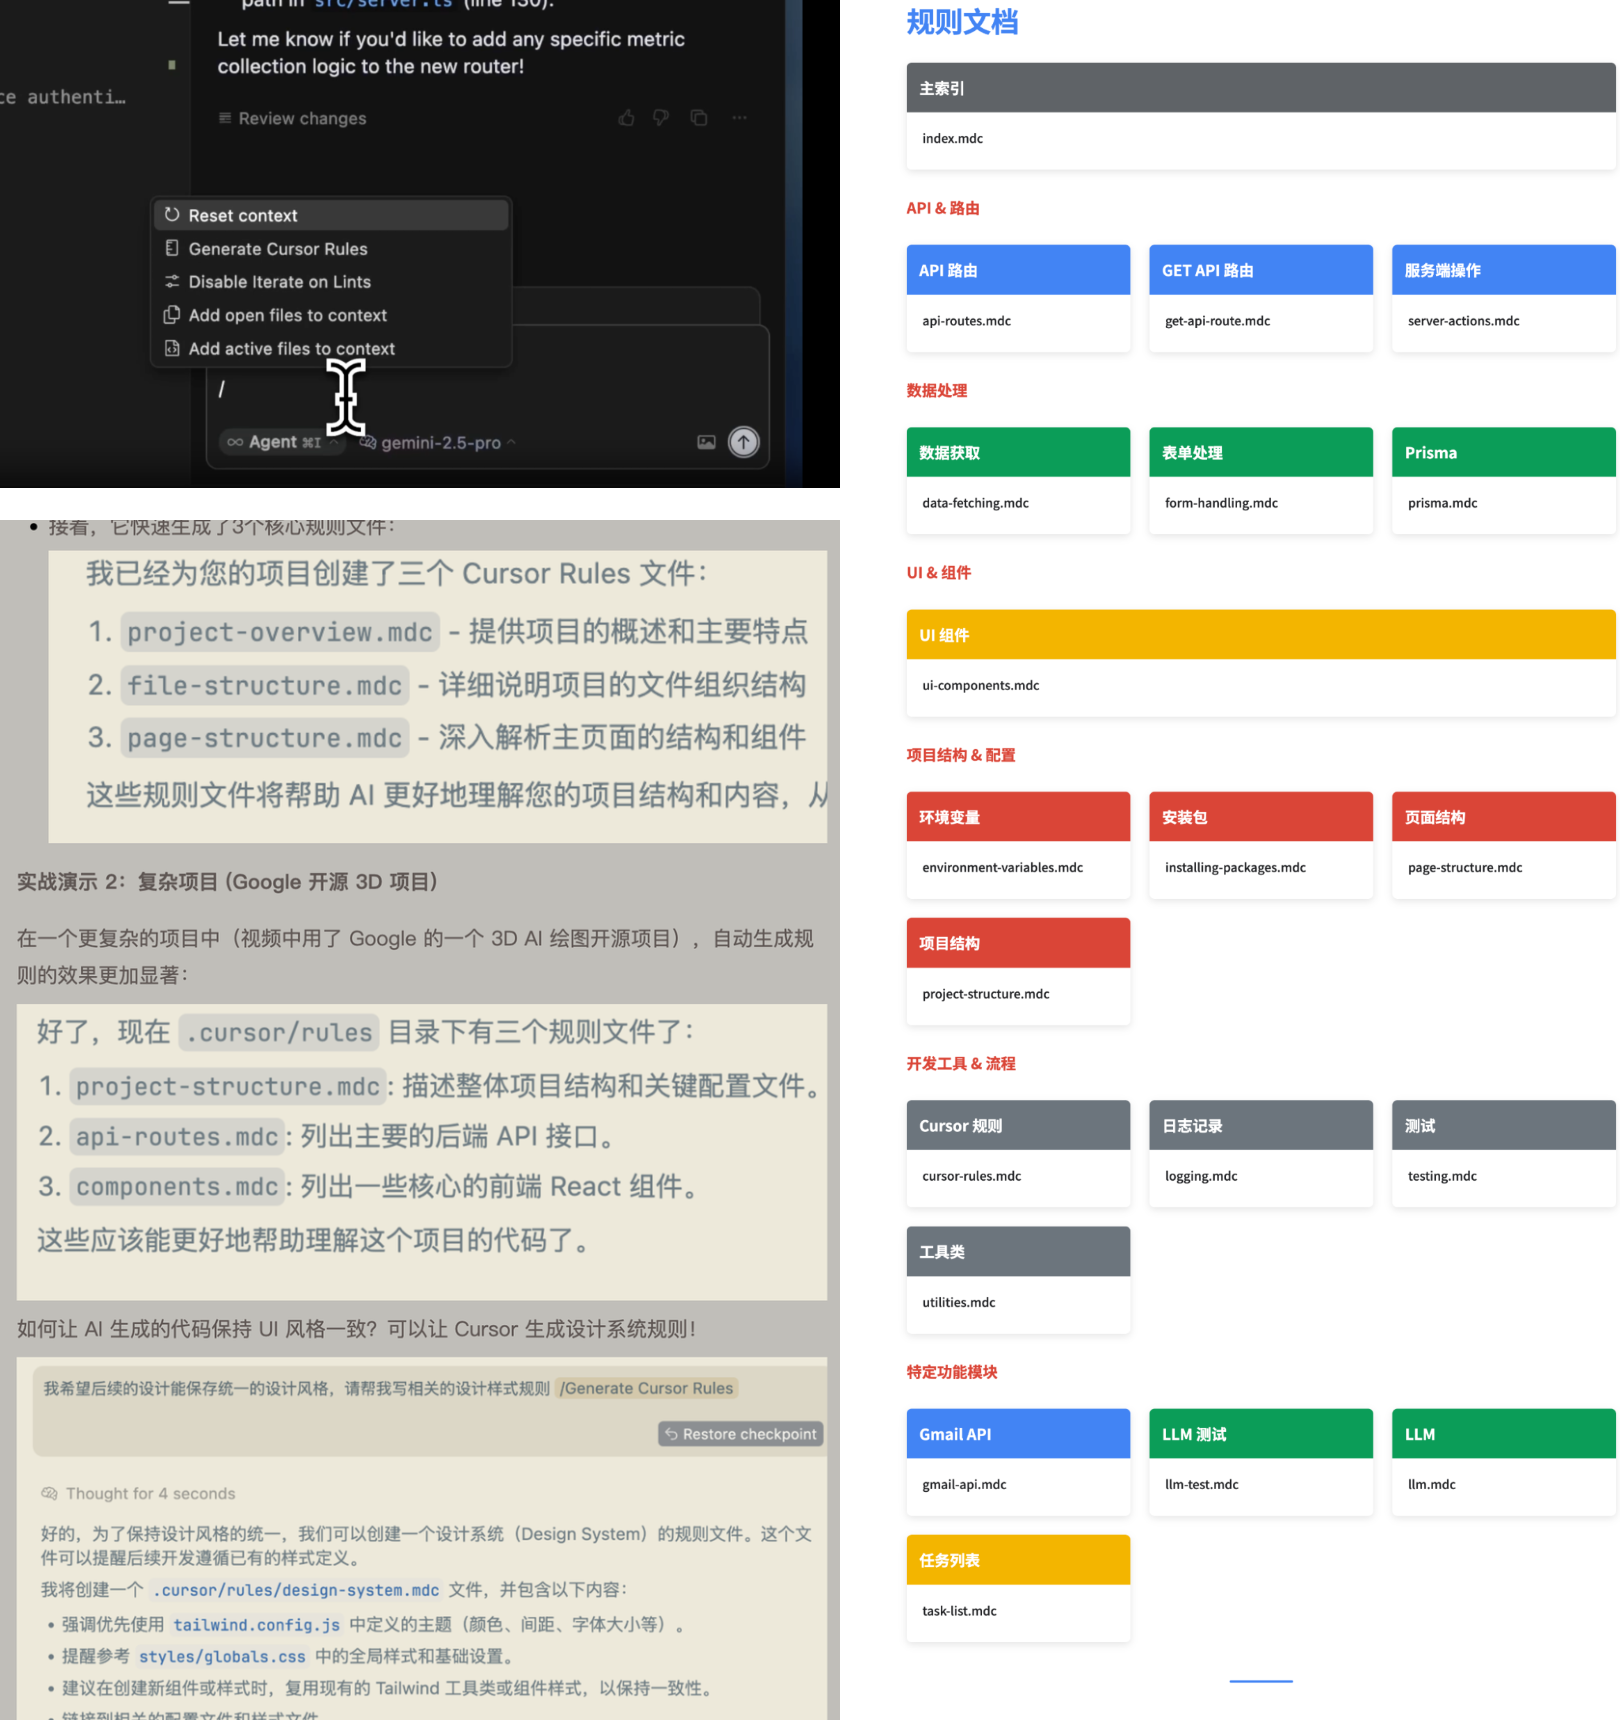 path in src/server.ts (line 130).
Let me know if you'd like to add any specific metric
collection logic to the new router!
ce authenti…
Review changes
Reset context
Generate Cursor Rules
Disable Iterate on Lints
Add open files to context
Add active files to context
/
Agent ⌘I
gemini-2.5-pro
• 接着，它快速生成了3个核心规则文件：
我已经为您的项目创建了三个 Cursor Rules 文件：
1. project-overview.mdc - 提供项目的概述和主要特点
2. file-structure.mdc - 详细说明项目的文件组织结构
3. page-structure.mdc - 深入解析主页面的结构和组件
这些规则文件将帮助 AI 更好地理解您的项目结构和内容，从
实战演示 2：复杂项目 (Google 开源 3D 项目)
在一个更复杂的项目中（视频中用了 Google 的一个 3D AI 绘图开源项目），自动生成规
则的效果更加显著：
好了，现在 .cursor/rules 目录下有三个规则文件了：
1. project-structure.mdc: 描述整体项目结构和关键配置文件。
2. api-routes.mdc: 列出主要的后端 API 接口。
3. components.mdc: 列出一些核心的前端 React 组件。
这些应该能更好地帮助理解这个项目的代码了。
如何让 AI 生成的代码保持 UI 风格一致？可以让 Cursor 生成设计系统规则！
我希望后续的设计能保存统一的设计风格，请帮我写相关的设计样式规则 /Generate Cursor Rules
Restore checkpoint
Thought for 4 seconds
好的，为了保持设计风格的统一，我们可以创建一个设计系统（Design System）的规则文件。这个文
件可以提醒后续开发遵循已有的样式定义。
我将创建一个 .cursor/rules/design-system.mdc 文件，并包含以下内容：
• 强调优先使用 tailwind.config.js 中定义的主题（颜色、间距、字体大小等）。
• 提醒参考 styles/globals.css 中的全局样式和基础设置。
• 建议在创建新组件或样式时，复用现有的 Tailwind 工具类或组件样式，以保持一致性。
• 链接到相关的配置文件和样式文件
规则文档
主索引
index.mdc
API & 路由
API 路由
api-routes.mdc
GET API 路由
get-api-route.mdc
服务端操作
server-actions.mdc
数据处理
数据获取
data-fetching.mdc
表单处理
form-handling.mdc
Prisma
prisma.mdc
UI & 组件
UI 组件
ui-components.mdc
项目结构 & 配置
环境变量
environment-variables.mdc
安装包
installing-packages.mdc
页面结构
page-structure.mdc
项目结构
project-structure.mdc
开发工具 & 流程
Cursor 规则
cursor-rules.mdc
日志记录
logging.mdc
测试
testing.mdc
工具类
utilities.mdc
特定功能模块
Gmail API
gmail-api.mdc
LLM 测试
llm-test.mdc
LLM
llm.mdc
任务列表
task-list.mdc